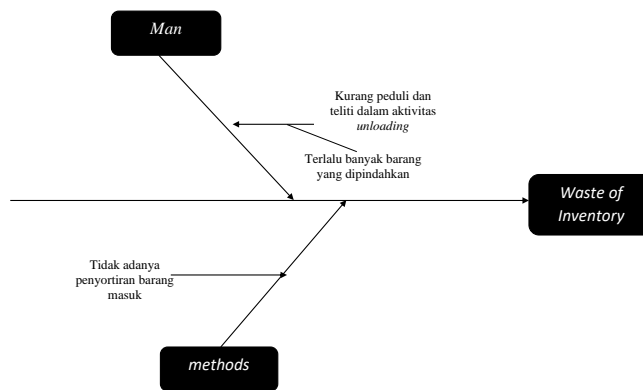 Man
Kurang peduli dan
teliti dalam aktivitas
unloading
Terlalu banyak barang
yang dipindahkan
Waste of
Inventory
Tidak adanya
penyortiran barang
masuk
methods